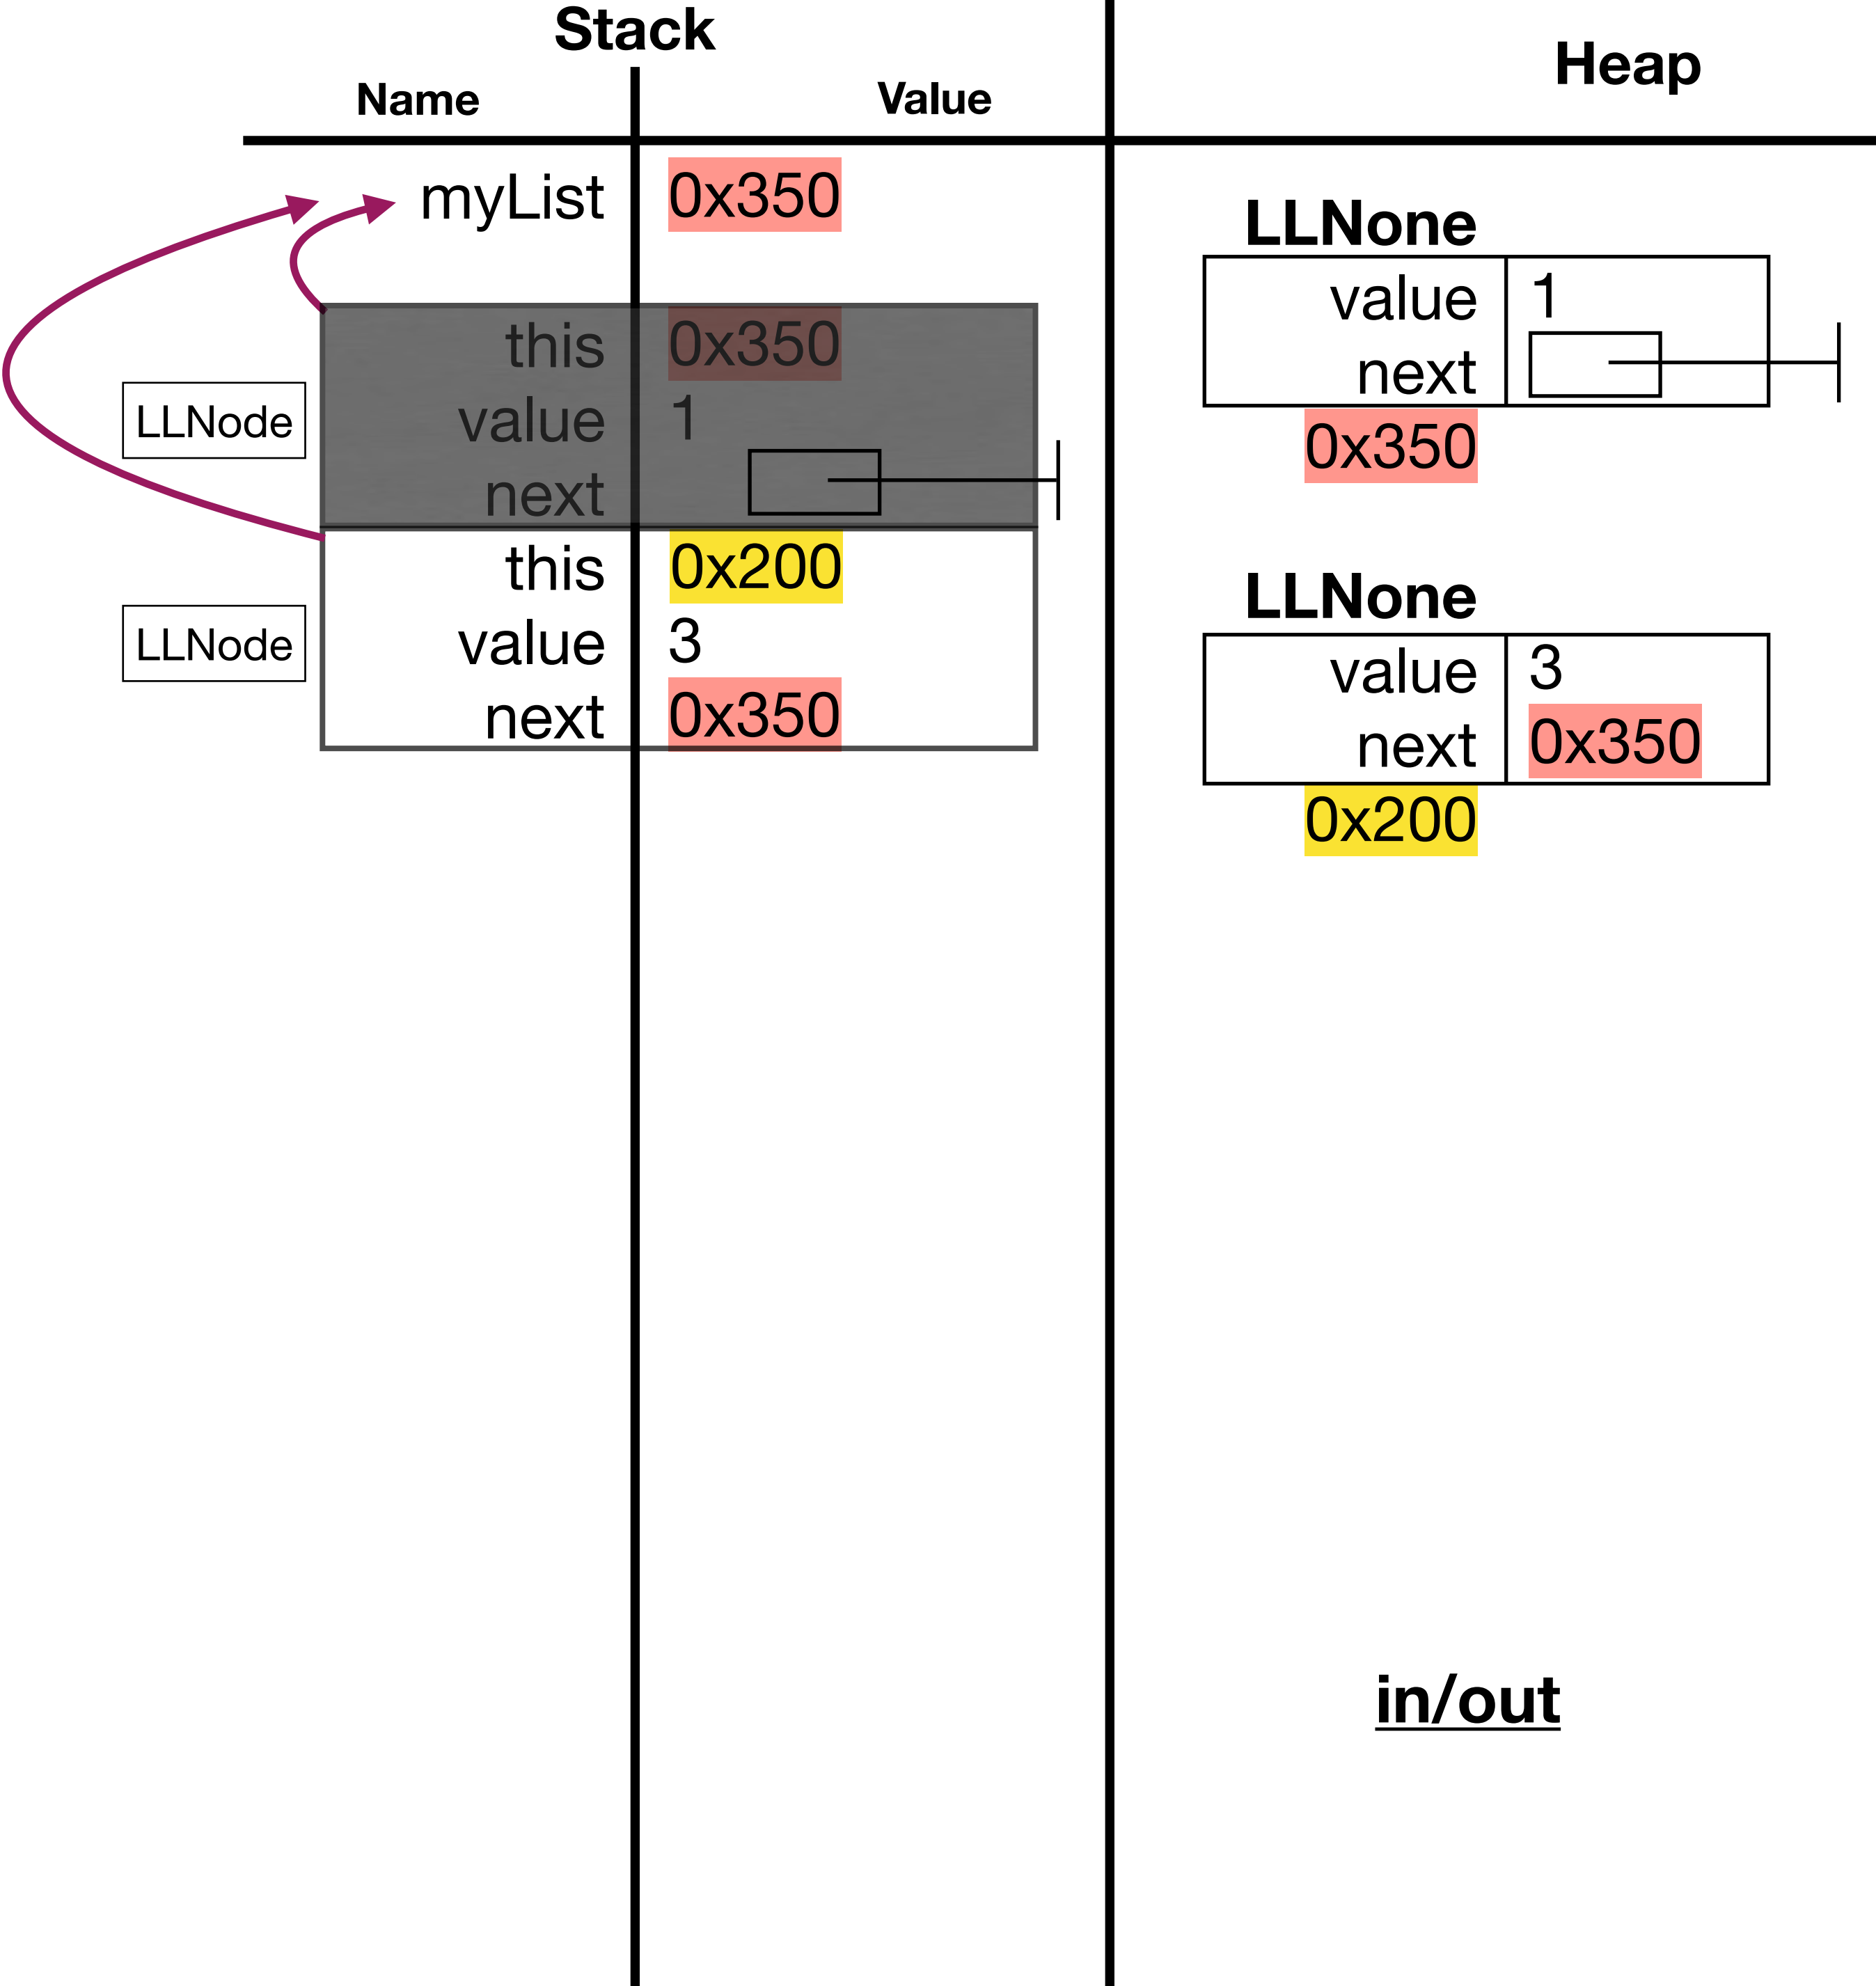 Stack
Heap
Name Value
myList 0x350
this 0x350
LLNode value 1
next
this 0x200
LLNode value 3
next 0x350
LLNone
value 1
next
0x350
LLNone
value 3
next 0x350
0x200
in/out